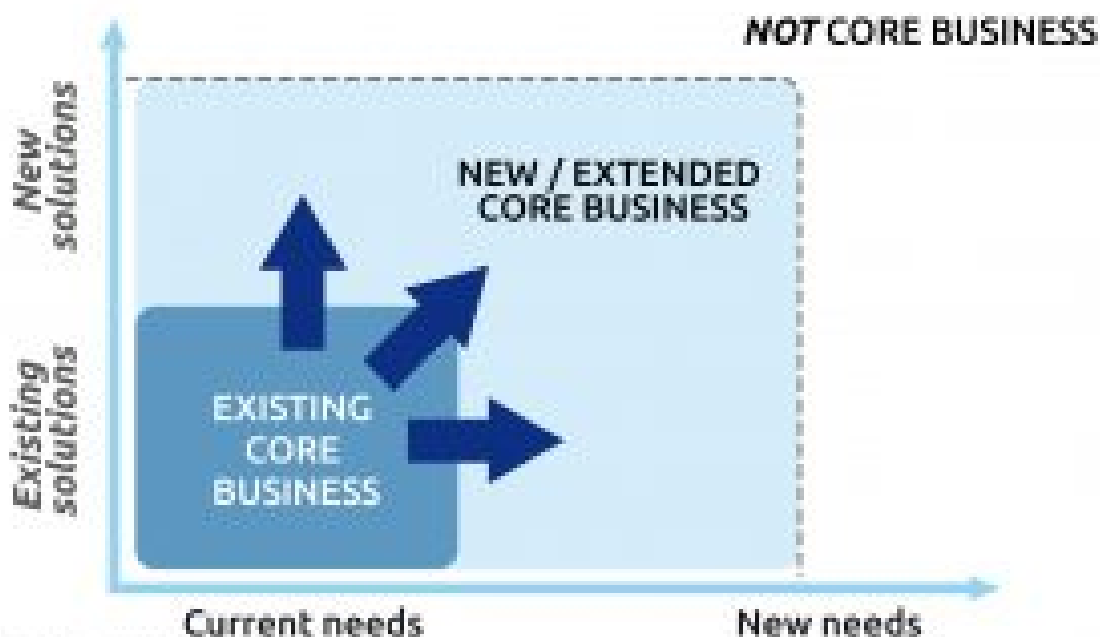 NOT CORE BUSINESS
New
solutions
NEW / EXTENDED
CORE BUSINESS
Existing
solutions
EXISTING
CORE
BUSINESS
Current needs
New needs